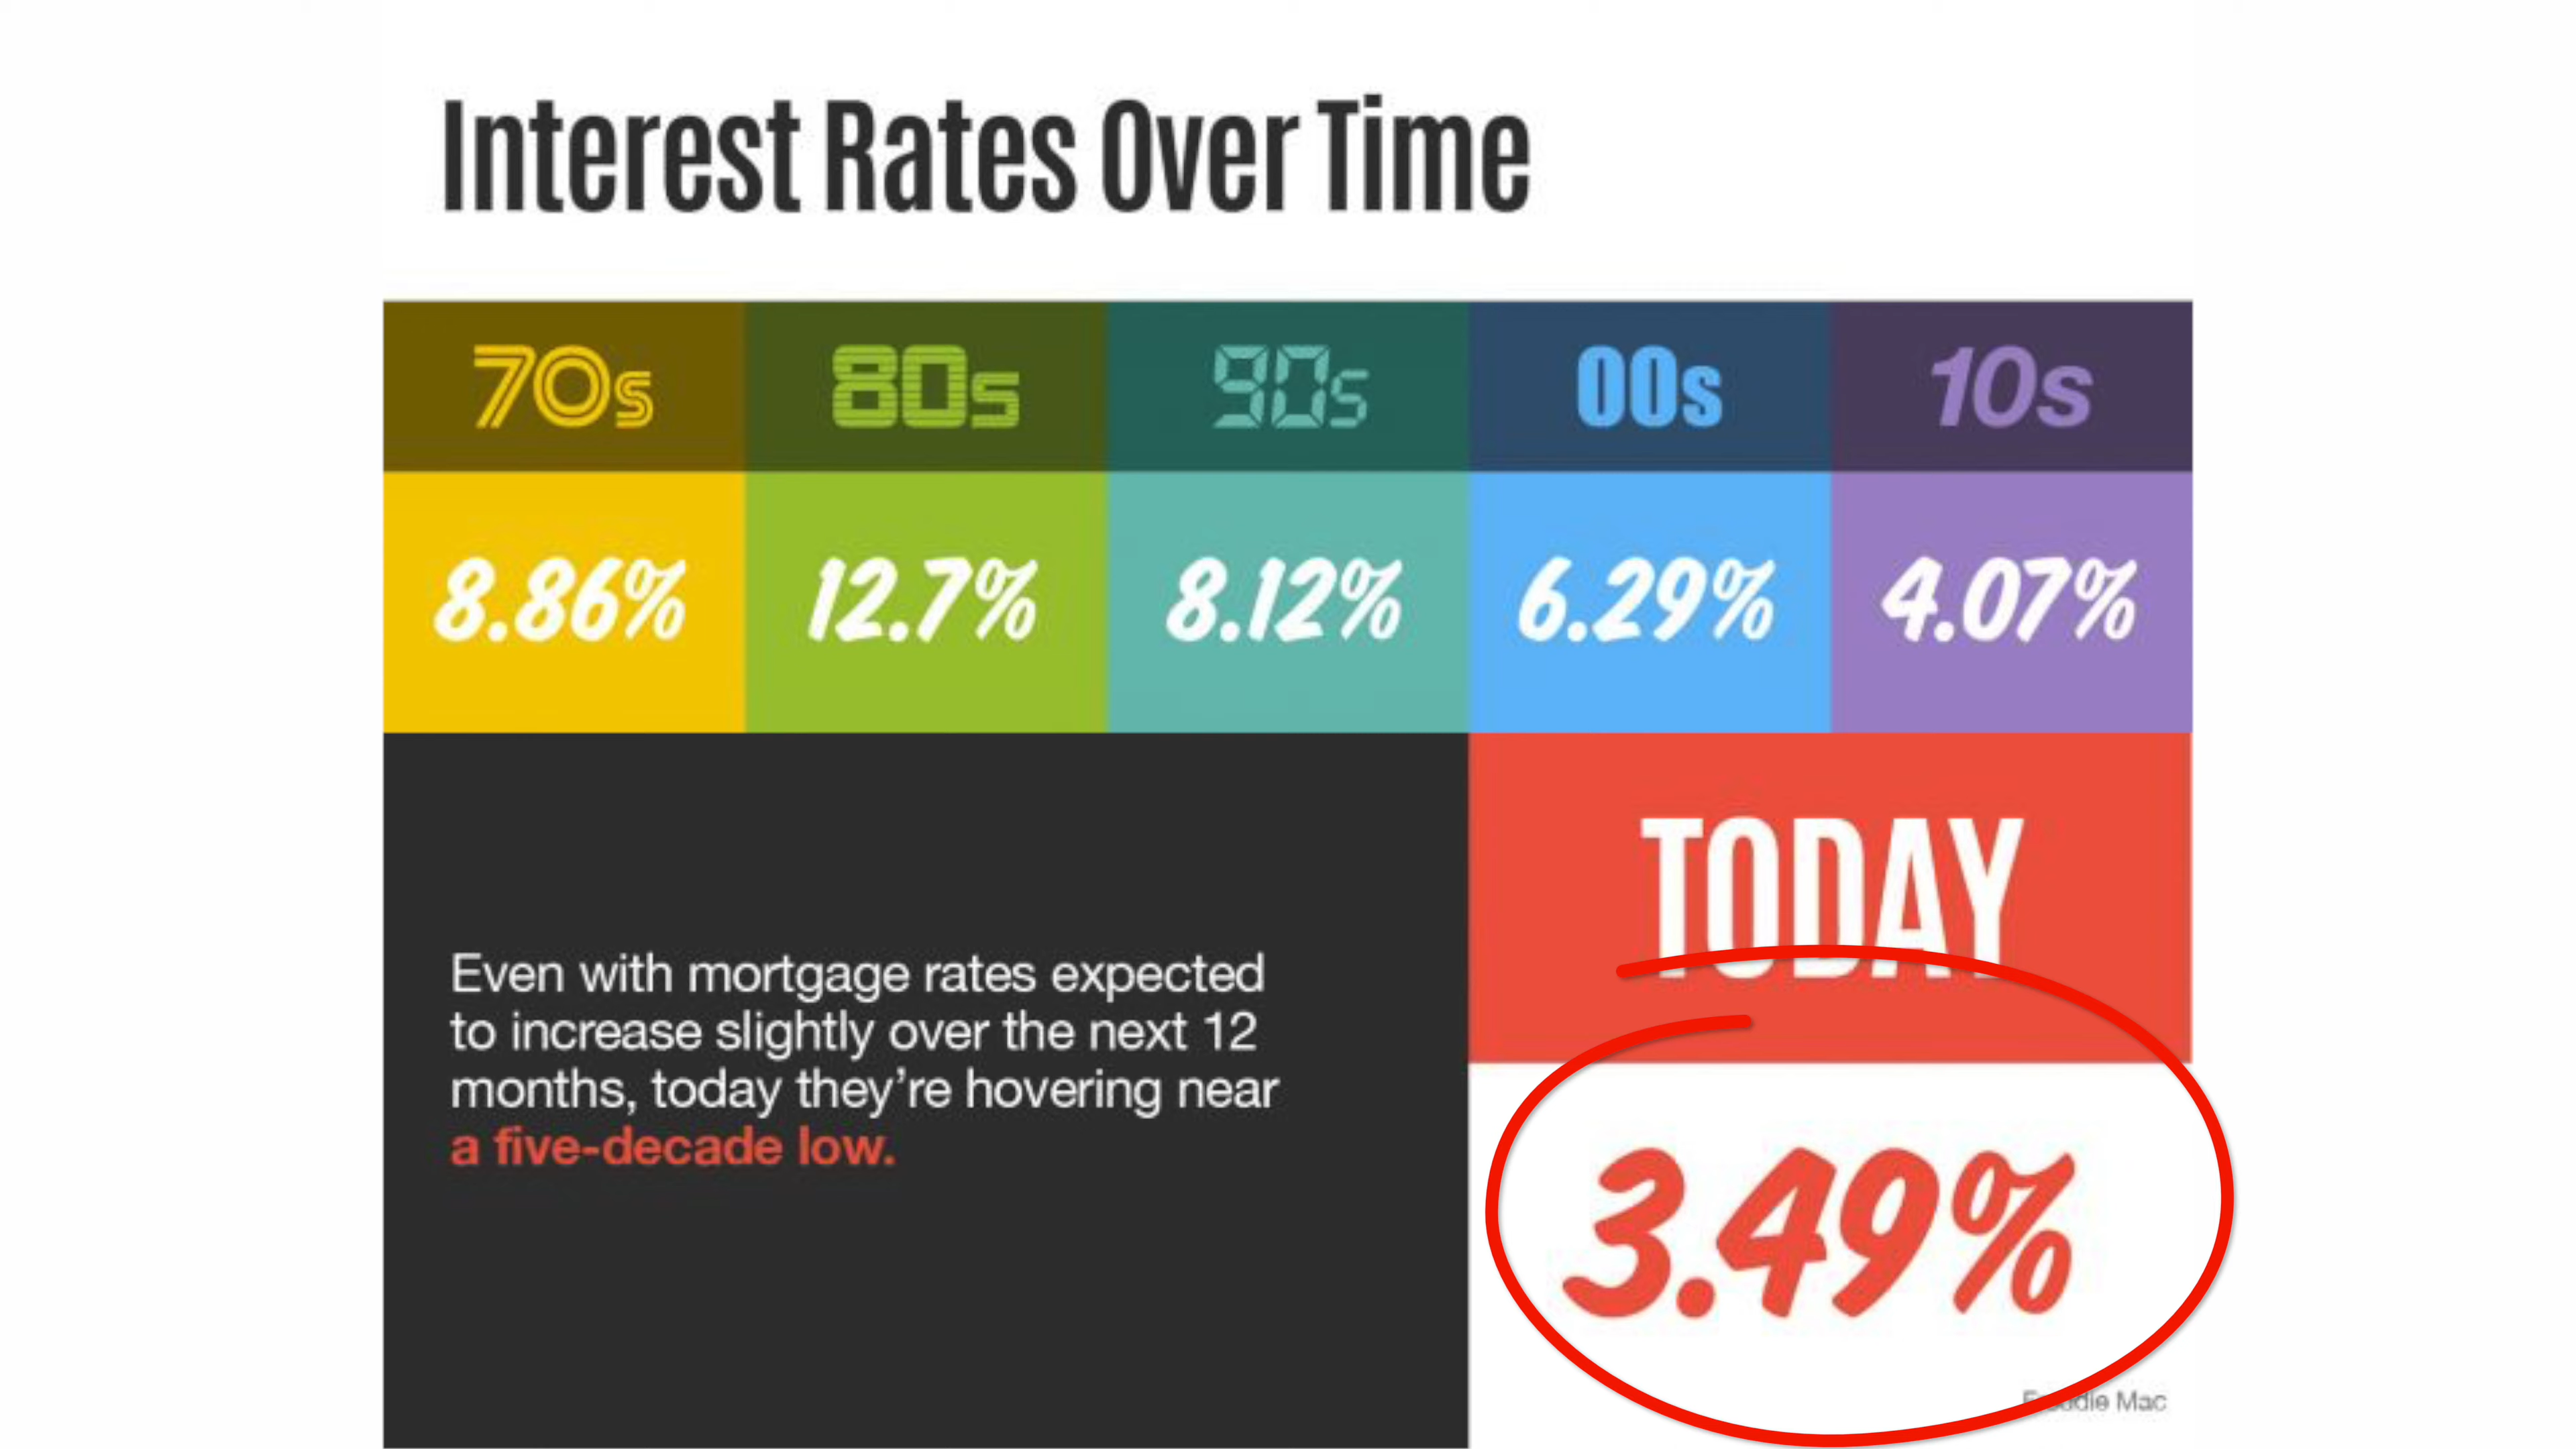 Interest Rates Over Time
70s 80s 90s 00s 10s
8.86% 12.7% 8.12% 6.29% 4.07%
TODAY
Even with mortgage rates expected
to increase slightly over the next 12
months, today they're hovering near
a five-decade low.
3.49%
Freddie Mac